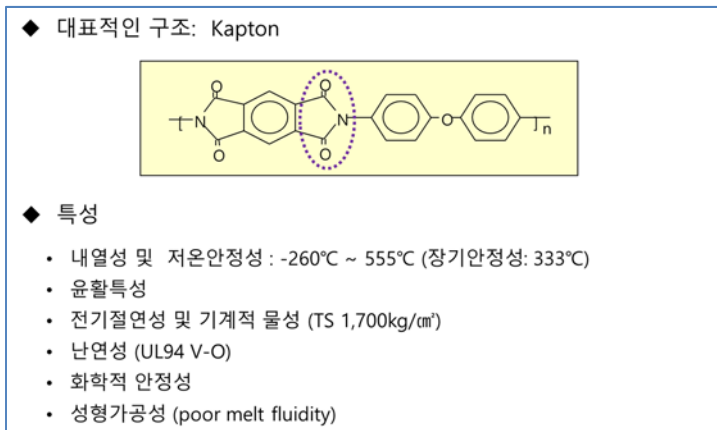 ◆ 대표적인 구조: Kapton
O O
[ N N O ]n
O O
◆ 특성
• 내열성 및 저온안정성 : -260℃ ~ 555℃ (장기안정성: 333℃)
• 윤활특성
• 전기절연성 및 기계적 물성 (TS 1,700kg/㎠)
• 난연성 (UL94 V-O)
• 화학적 안정성
• 성형가공성 (poor melt fluidity)